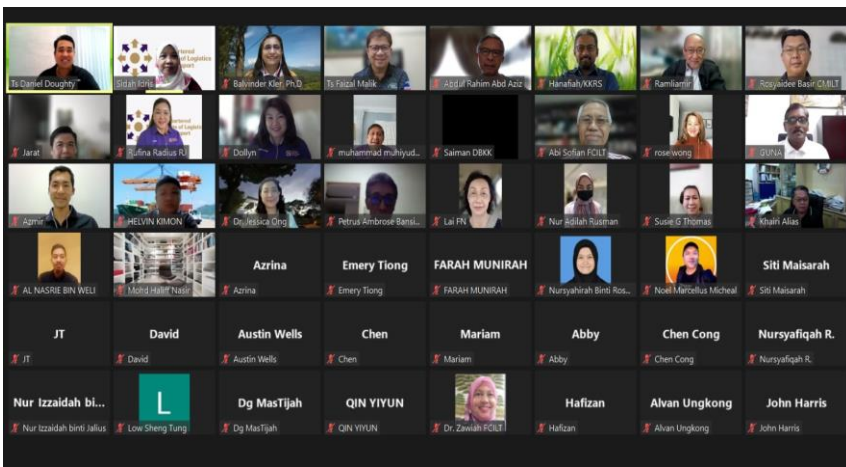 Ts Daniel Doughty
Sidah Idris
Balvinder Kler, Ph.D
Ts Faizal Malik
Abdul Rahim Abd Aziz
Hanafiah/KKRS
Ramliamir
Rosyaidee Basir CMILT
Jarat
Rufina Radius RJ
Dollyn
muhammad muhiyud...
Saiman DBKK
Abi Sofian FCILT
rose wong
GUNA
Azmir
HELVIN KIMON
Dr. Jessica Ong
Petrus Ambrose Bansi...
Lai FN
Nur Adilah Rusman
Susie G Thomas
Khairi Alias
Azrina
Emery Tiong
FARAH MUNIRAH
Siti Maisarah
AL NASRIE BIN WELI
Mohd Haliff Nasir
Azrina
Emery Tiong
FARAH MUNIRAH
Nursyahirah Binti Ros...
Noel Marcellus Micheal
Siti Maisarah
JT
David
Austin Wells
Chen
Mariam
Abby
Chen Cong
Nursyafiqah R.
JT
David
Austin Wells
Chen
Mariam
Abby
Chen Cong
Nursyafiqah R.
Nur Izzaidah bi...
L
Dg MasTijah
QIN YIYUN
Hafizan
Alvan Ungkong
John Harris
Nur Izzaidah binti Jalius
Low Sheng Tung
Dg MasTijah
QIN YIYUN
Dr. Zawiah FCILT
Hafizan
Alvan Ungkong
John Harris